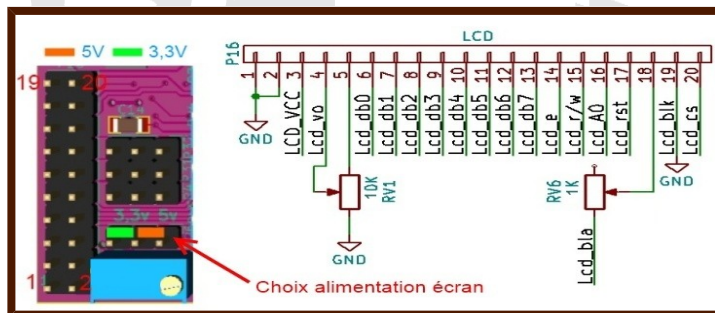 5V 3,3V
19 20
3,3v 5v
1 2
Choix alimentation écran
LCD
P16
1 2 3 4 5 6 7 8 9 10 11 12 13 14 15 16 17 18 19 20
LCD_VCC
Lcd_vo
Lcd_db0
Lcd_db1
Lcd_db2
Lcd_db3
Lcd_db4
Lcd_db5
Lcd_db6
Lcd_db7
Lcd_e
Lcd_r/w
Lcd_A0
Lcd_rst
Lcd_blk
Lcd_cs
GND
10K
RV1
GND
RV6
1K
GND
Lcd_bla